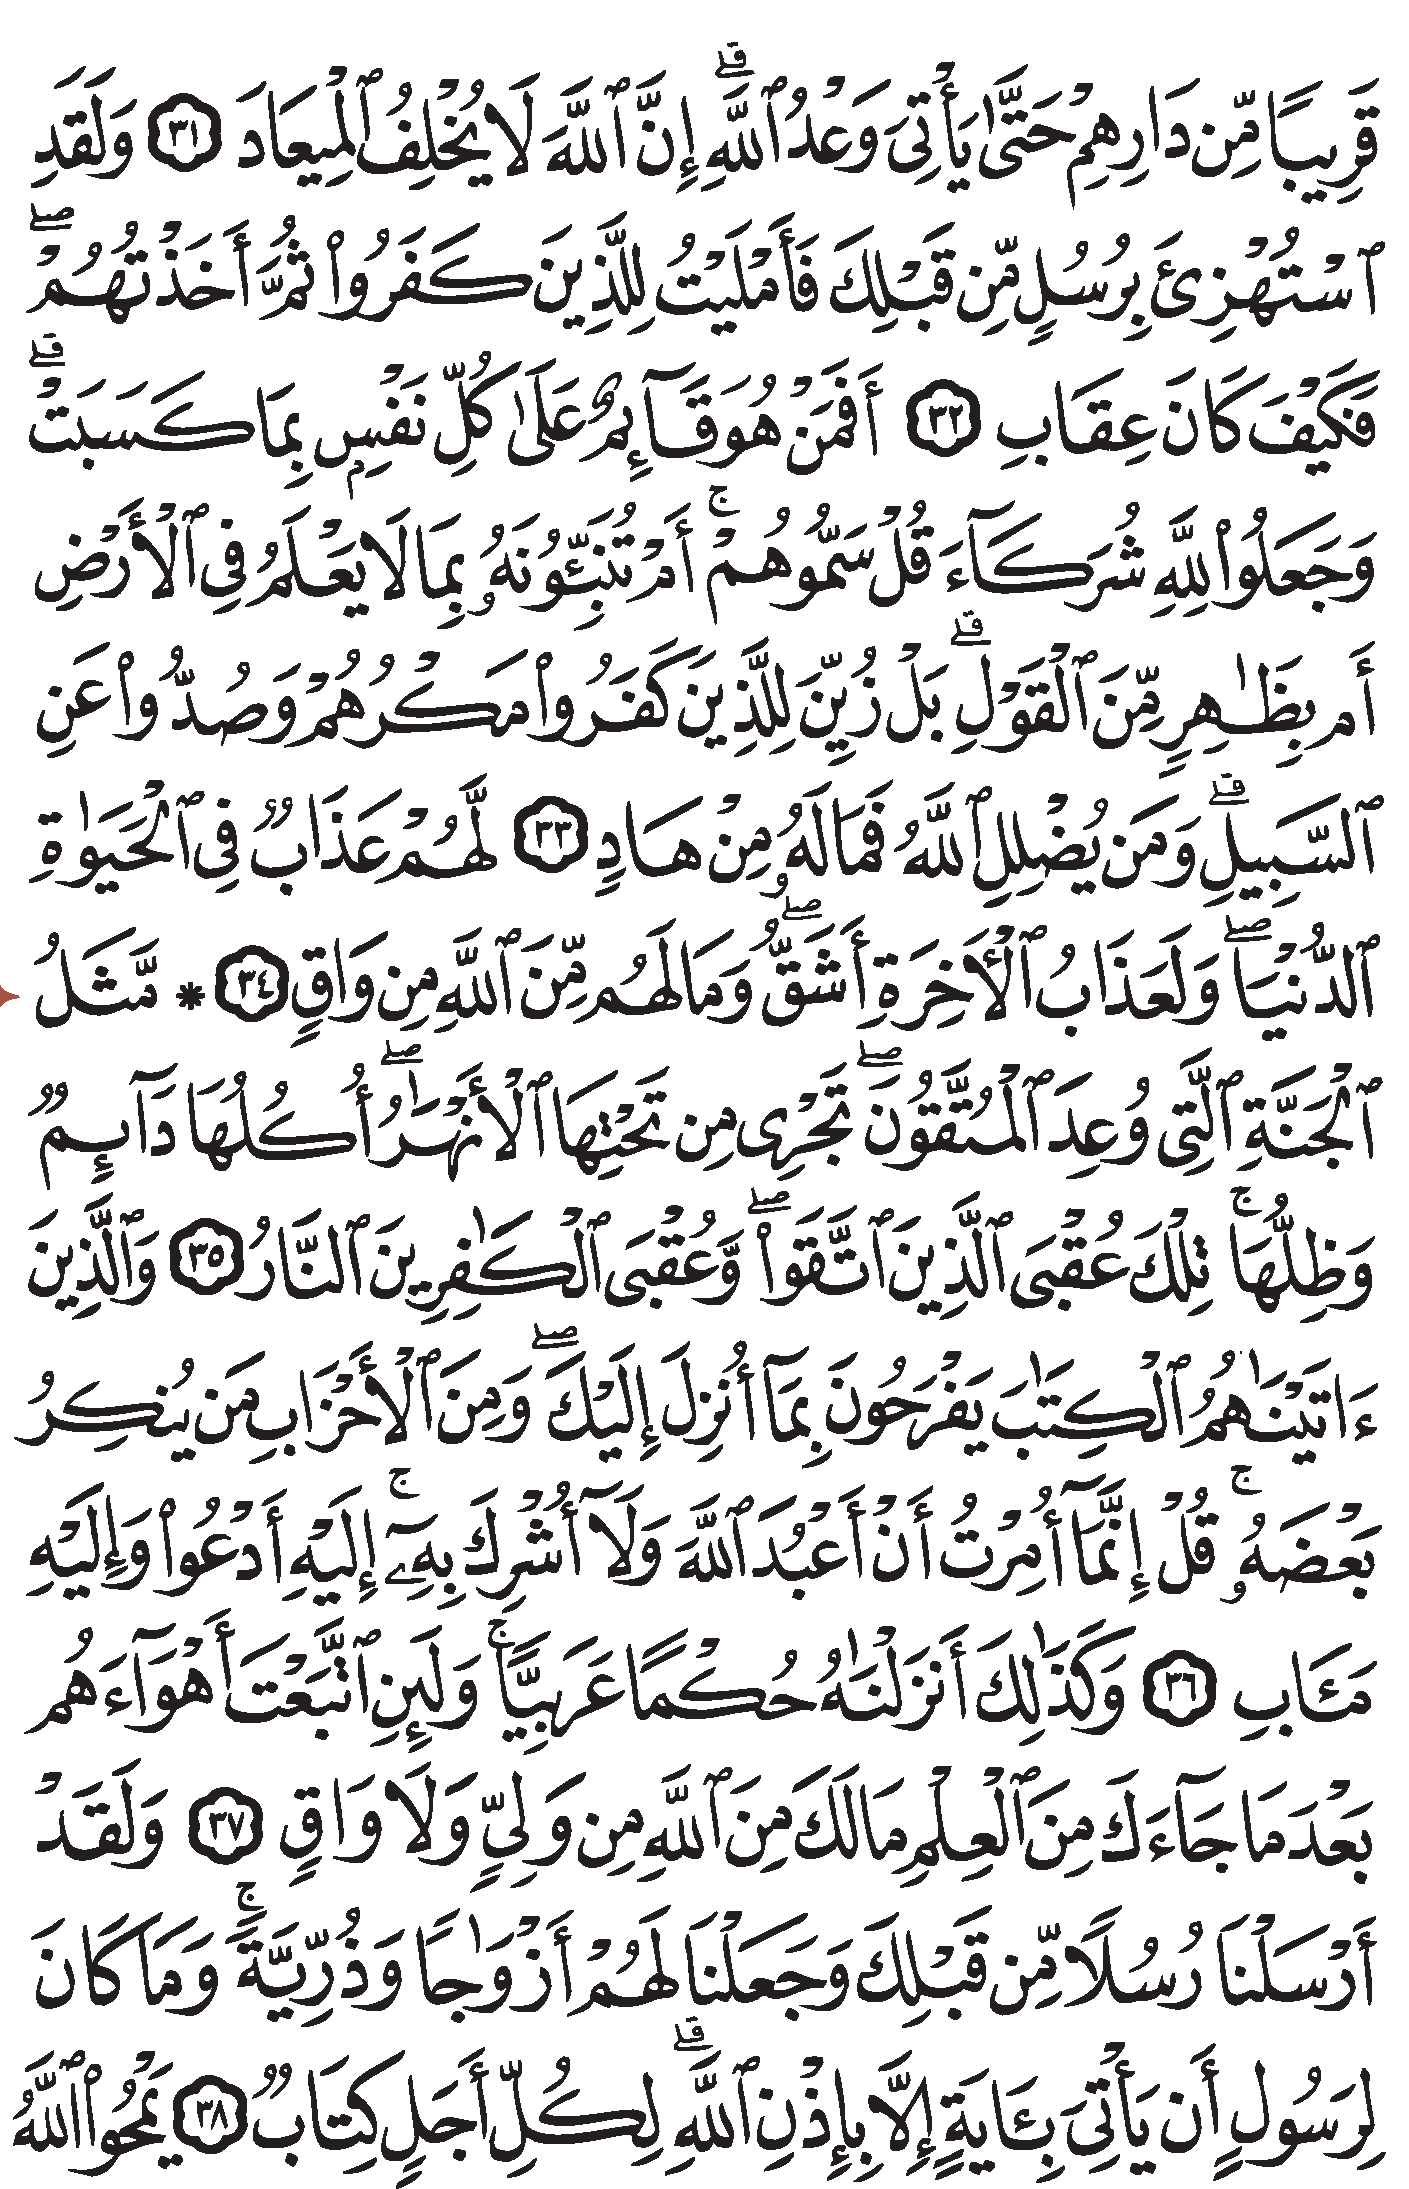 قَرِيبًا مِّن دَارِهِمْ حَتَّىٰ يَأْتِىَ وَعْدُ ٱللَّهِۗ إِنَّ ٱللَّهَ لَا يُخْلِفُ ٱلْمِيعَادَ ٣١ وَلَقَدِ
ٱسْتُهْزِئَ بِرُسُلٍ مِّن قَبْلِكَ فَأَمْلَيْتُ لِلَّذِينَ كَفَرُوا۟ ثُمَّ أَخَذْتُهُمْۖ
فَكَيْفَ كَانَ عِقَابِ ٣٢ أَفَمَنْ هُوَ قَآئِمٌ عَلَىٰ كُلِّ نَفْسٍۭ بِمَا كَسَبَتْۗ
وَجَعَلُوا۟ لِلَّهِ شُرَكَآءَ قُلْ سَمُّوهُمْۚ أَمْ تُنَبِّـُٔونَهُۥ بِمَا لَا يَعْلَمُ فِى ٱلْأَرْضِ
أَم بِظَـٰهِرٍ مِّنَ ٱلْقَوْلِۗ بَلْ زُيِّنَ لِلَّذِينَ كَفَرُوا۟ مَكْرُهُمْ وَصُدُّوا۟ عَنِ
ٱلسَّبِيلِۗ وَمَن يُضْلِلِ ٱللَّهُ فَمَا لَهُۥ مِنْ هَادٍ ٣٣ لَّهُمْ عَذَابٌ فِى ٱلْحَيَوٰةِ
ٱلدُّنْيَاۖ وَلَعَذَابُ ٱلْـَٔاخِرَةِ أَشَقُّۖ وَمَا لَهُم مِّنَ ٱللَّهِ مِن وَاقٍ ٣٤ * مَّثَلُ
ٱلْجَنَّةِ ٱلَّتِى وُعِدَ ٱلْمُتَّقُونَۖ تَجْرِى مِن تَحْتِهَا ٱلْأَنْهَـٰرُۖ أُكُلُهَا دَآئِمٌ
وَظِلُّهَاۚ تِلْكَ عُقْبَى ٱلَّذِينَ ٱتَّقَوا۟ۖ وَّعُقْبَى ٱلْكَـٰفِرِينَ ٱلنَّارُ ٣٥ وَٱلَّذِينَ
ءَاتَيْنَـٰهُمُ ٱلْكِتَـٰبَ يَفْرَحُونَ بِمَآ أُنزِلَ إِلَيْكَۖ وَمِنَ ٱلْأَحْزَابِ مَن يُنكِرُ
بَعْضَهُۥۚ قُلْ إِنَّمَآ أُمِرْتُ أَنْ أَعْبُدَ ٱللَّهَ وَلَآ أُشْرِكَ بِهِۦٓۚ إِلَيْهِ أَدْعُوا۟ وَإِلَيْهِ
مَـَٔابِ ٣٦ وَكَذَٰلِكَ أَنزَلْنَـٰهُ حُكْمًا عَرَبِيًّاۚ وَلَئِنِ ٱتَّبَعْتَ أَهْوَآءَهُم
بَعْدَ مَا جَآءَكَ مِنَ ٱلْعِلْمِ مَا لَكَ مِنَ ٱللَّهِ مِن وَلِىٍّ وَلَا وَاقٍ ٣٧ وَلَقَدْ
أَرْسَلْنَا رُسُلًا مِّن قَبْلِكَ وَجَعَلْنَا لَهُمْ أَزْوَٰجًا وَذُرِّيَّةًۚ وَمَا كَانَ
لِرَسُولٍ أَن يَأْتِىَ بِـَٔايَةٍ إِلَّا بِإِذْنِ ٱللَّهِۗ لِكُلِّ أَجَلٍ كِتَابٌ ٣٨ يَمْحُوا۟ ٱللَّهُ